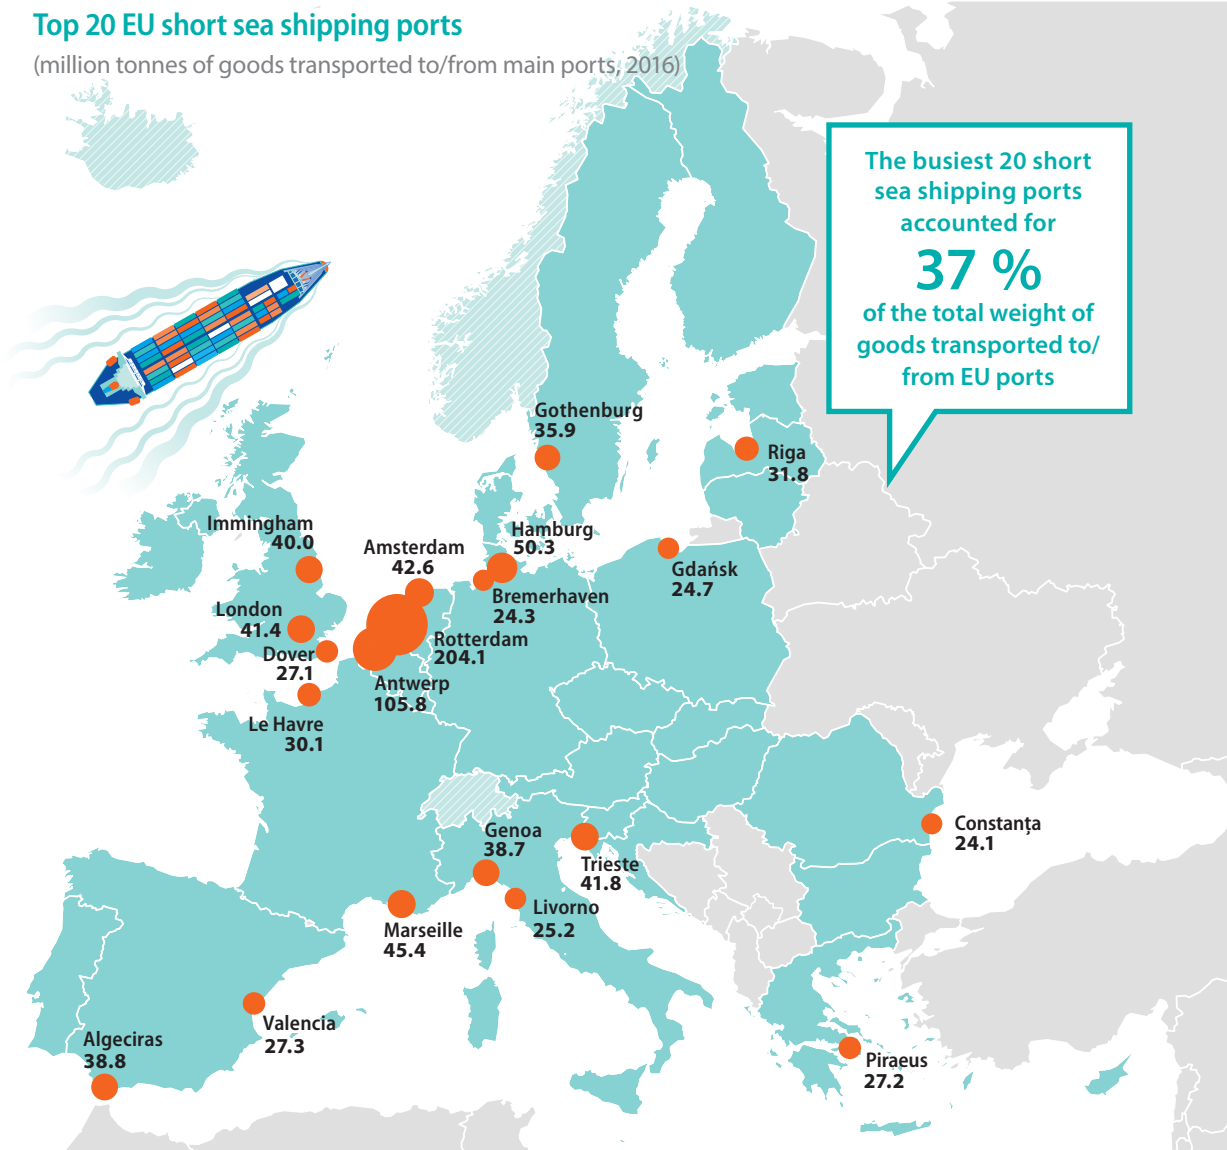 Top 20 EU short sea shipping ports
(million tonnes of goods transported to/from main ports, 2016)
The busiest 20 short
sea shipping ports
accounted for
37 %
of the total weight of
goods transported to/
from EU ports
Gothenburg
35.9
Riga
31.8
Immingham
40.0
Amsterdam
42.6
Hamburg
50.3
Gdańsk
24.7
Bremerhaven
24.3
London
41.4
Rotterdam
204.1
Dover
27.1
Antwerp
105.8
Le Havre
30.1
Genoa
38.7
Constanța
24.1
Trieste
41.8
Livorno
25.2
Marseille
45.4
Valencia
27.3
Algeciras
38.8
Piraeus
27.2